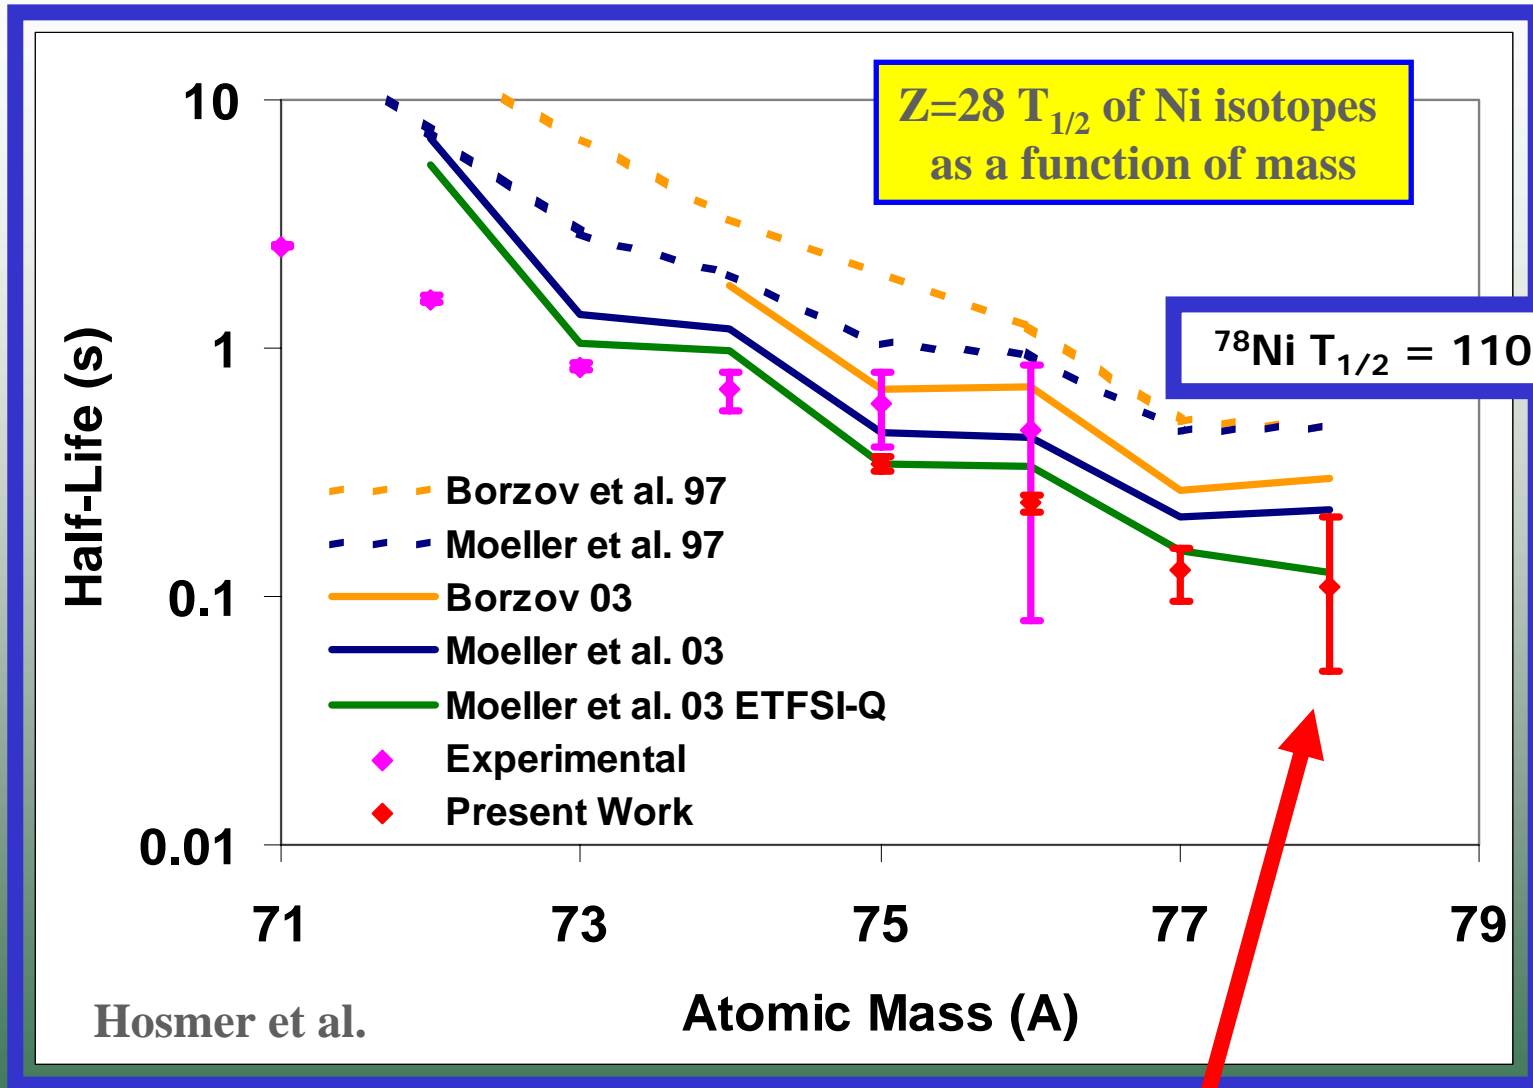 Z=28 T1/2 of Ni isotopes
as a function of mass
78Ni T1/2 = 110
10
1
0.1
0.01
Half-Life (s)
Borzov et al. 97
Moeller et al. 97
Borzov 03
Moeller et al. 03
Moeller et al. 03 ETFSI-Q
Experimental
Present Work
71 73 75 77 79
Atomic Mass (A)
Hosmer et al.